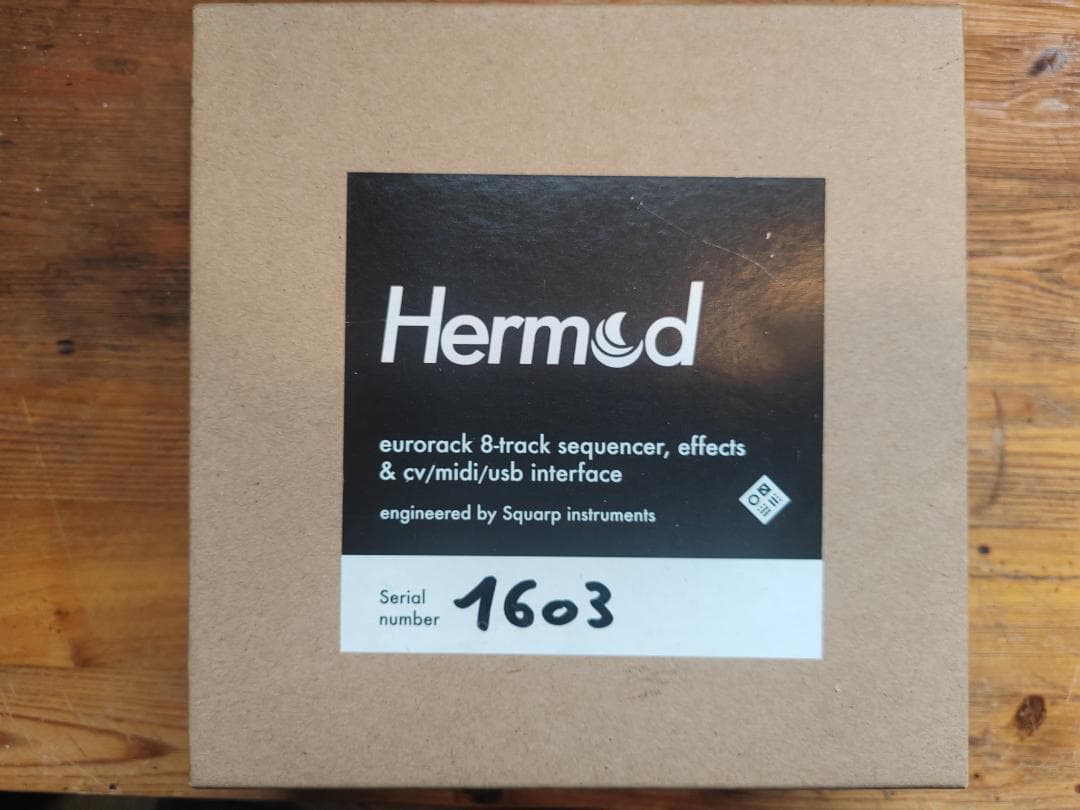 Hermod
eurorack 8-track sequencer, effects
& cv/midi/usb interface
engineered by Squarp instruments
Serial
number 1603